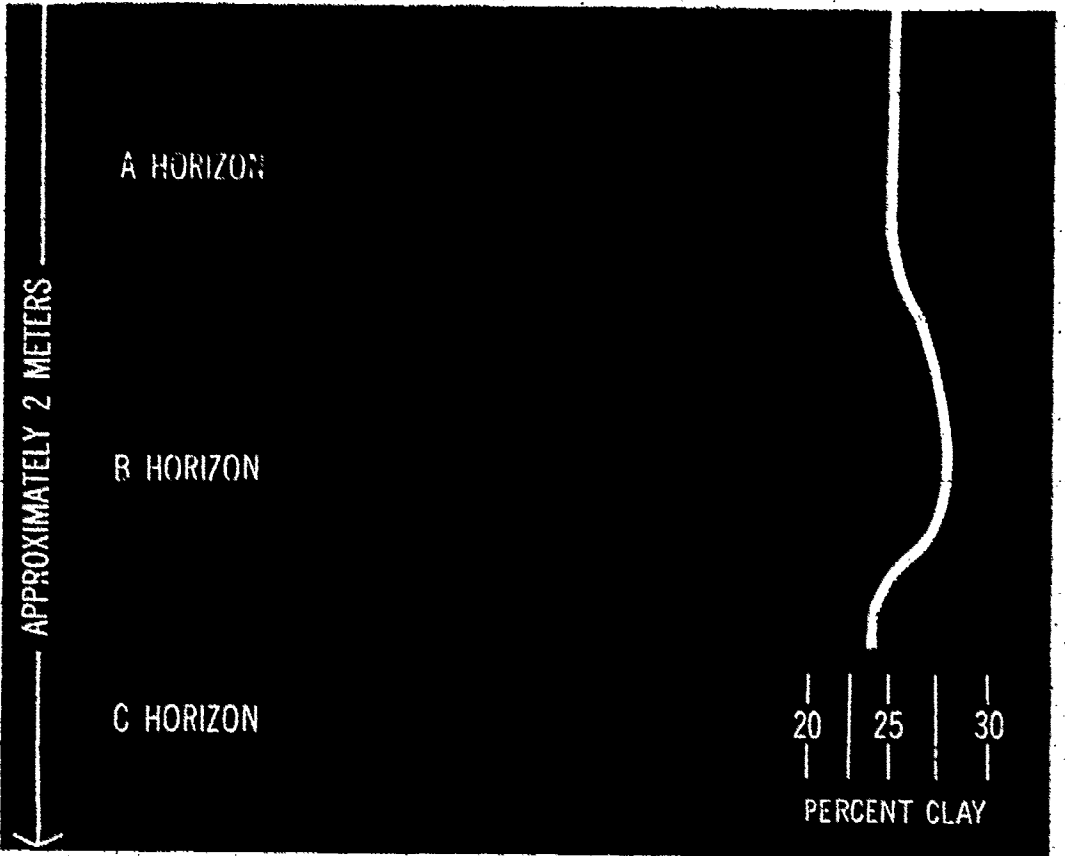 A HORIZON
APPROXIMATELY 2 METERS
B HORIZON
C HORIZON
20 25 30
PERCENT CLAY